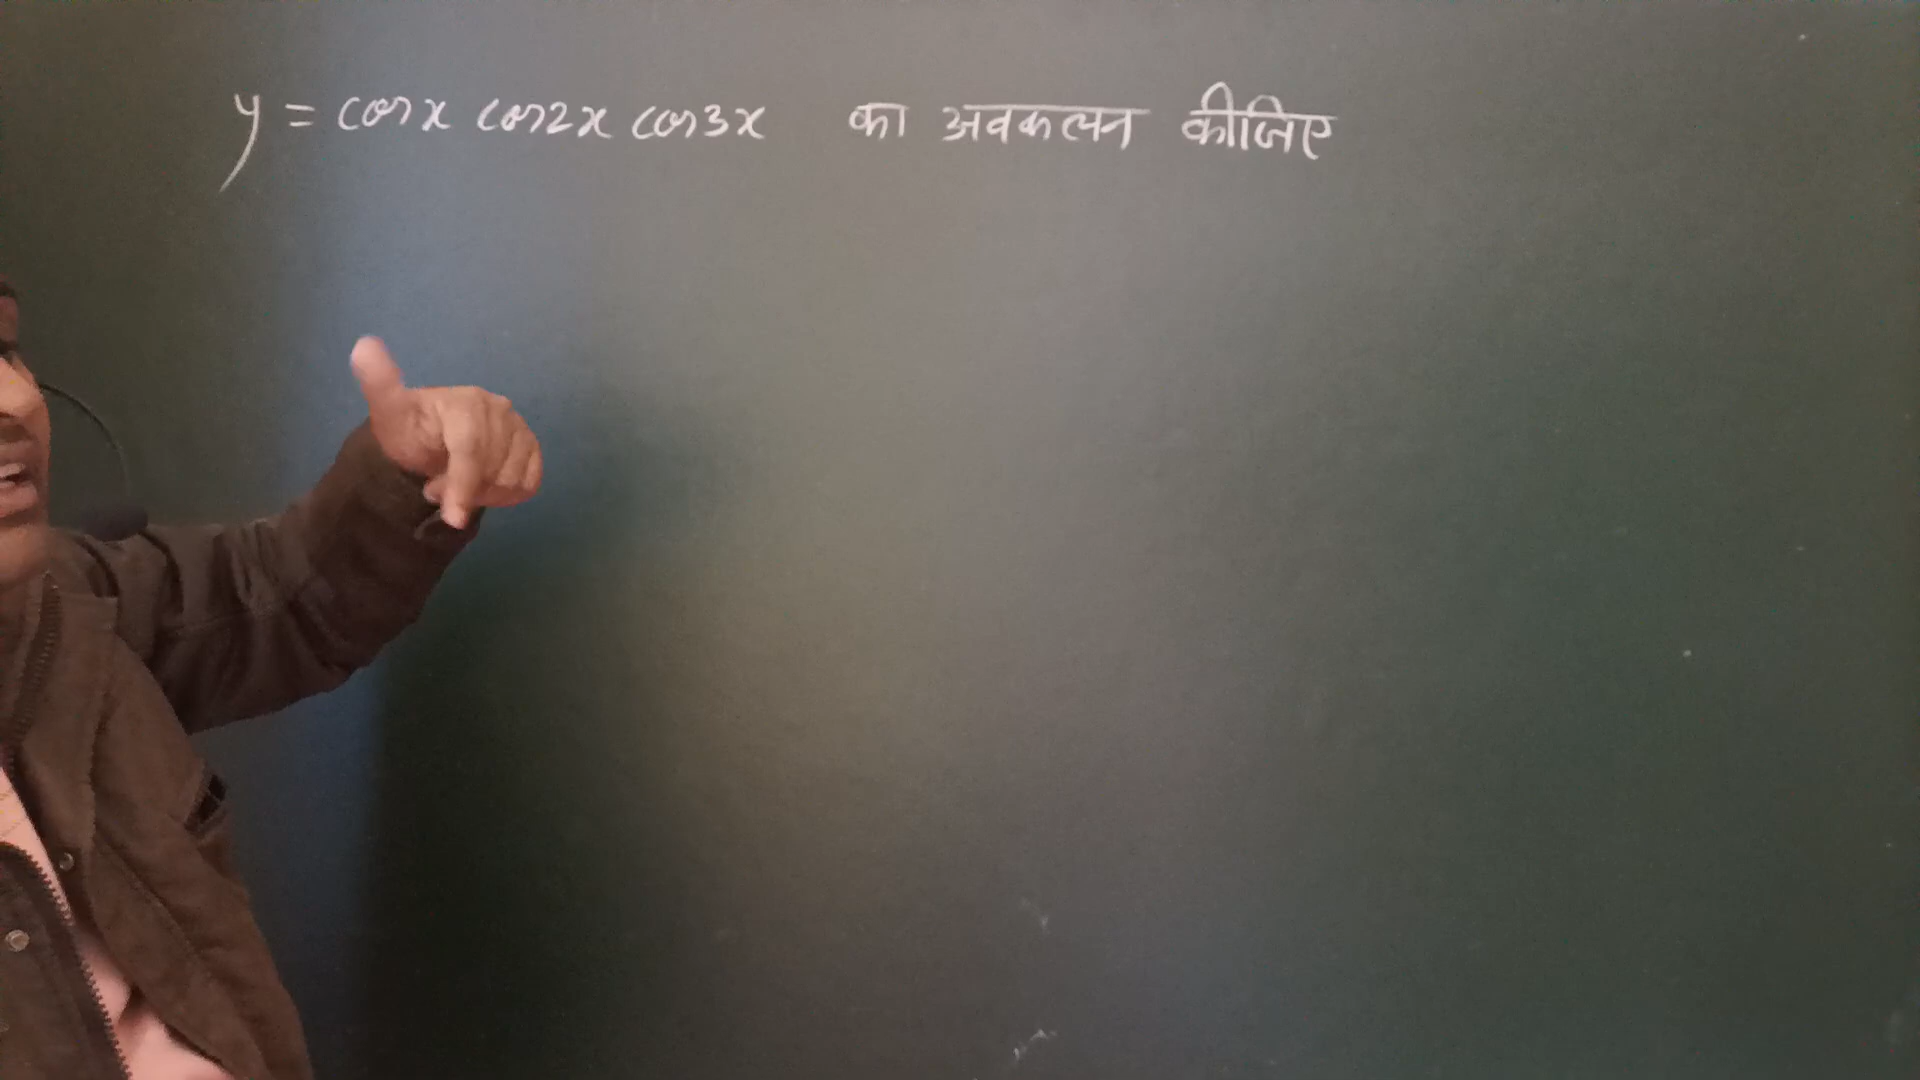 y = cos x cos2x cos3x का अवकलन कीजिए